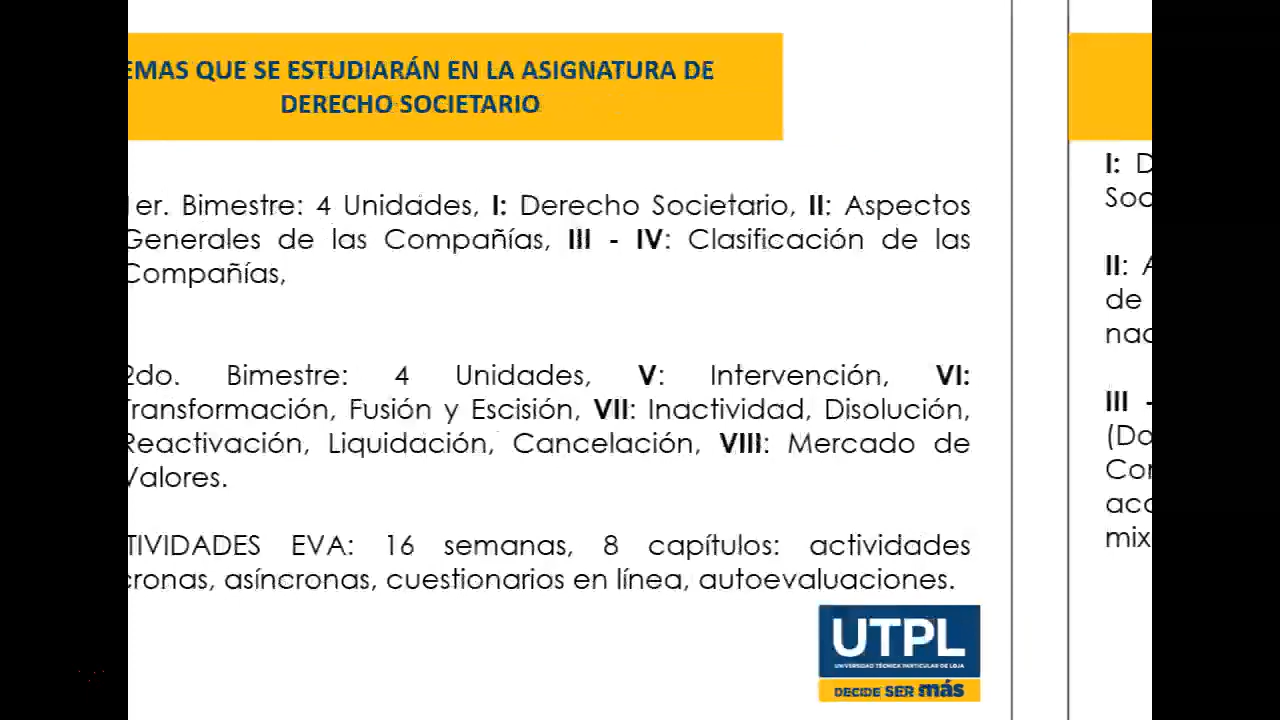 EMAS QUE SE ESTUDIARÁN EN LA ASIGNATURA DE
DERECHO SOCIETARIO
1er. Bimestre: 4 Unidades, I: Derecho Societario, II: Aspectos
Generales de las Compañías, III - IV: Clasificación de las
Compañías,
2do. Bimestre: 4 Unidades, V: Intervención, VI:
Transformación, Fusión y Escisión, VII: Inactividad, Disolución,
Reactivación, Liquidación, Cancelación, VIII: Mercado de
Valores.
TIVIDADES EVA: 16 semanas, 8 capítulos: actividades
cronas, asíncronas, cuestionarios en línea, autoevaluaciones.
UTPL
UNIVERSIDAD TÉCNICA PARTICULAR DE LOJA
DECIDE SER más
I: D
Soc
II: A
de
nac
III -
(Do
Con
acc
mix